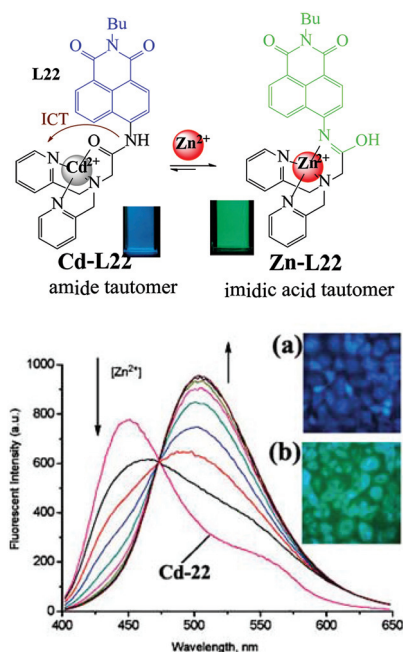 Bu
Bu
O
N
O
O
N
O
L22
ICT
O
NH
Zn²⁺
N
OH
N
Cd²⁺
N
N
N
Zn²⁺
N
N
Cd-L22
Zn-L22
amide tautomer
imidic acid tautomer
1000
[Zn²⁺]
(a)
800
600
(b)
400
200
Cd-22
0
400
450
500
550
600
650
Fluorescent Intensity (a.u.)
Wavelength, nm